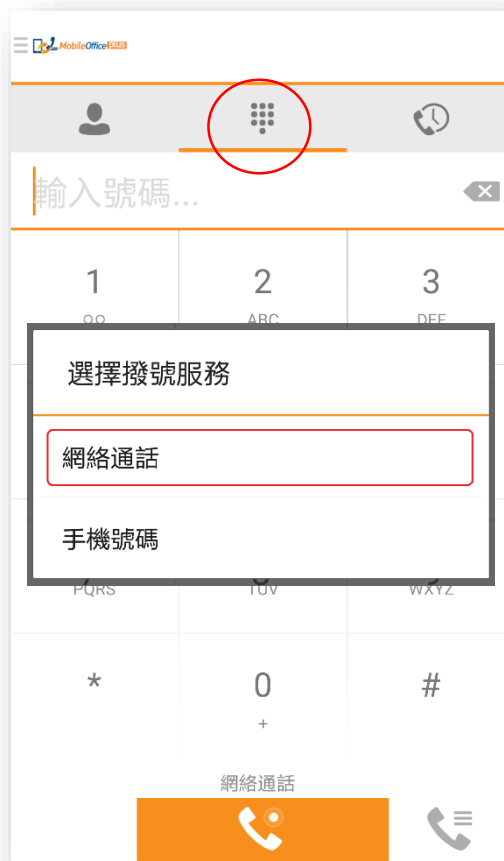 MobileOffice PLUS
輸入號碼...
1 2 3
ABC DEF
選擇撥號服務
網絡通話
手機號碼
PQRS TUV WXYZ
* 0 #
+
網絡通話